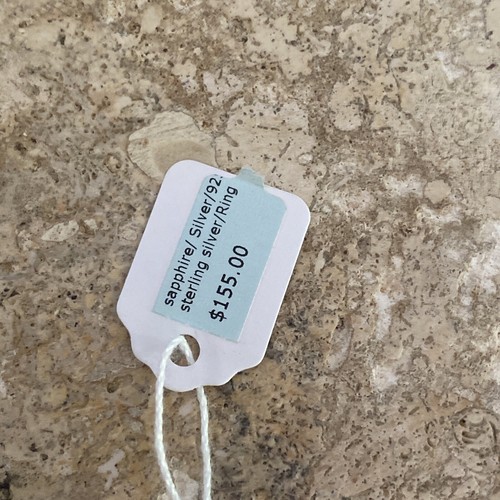 sapphire/ Silver/92
sterling silver/Ring
$155.00